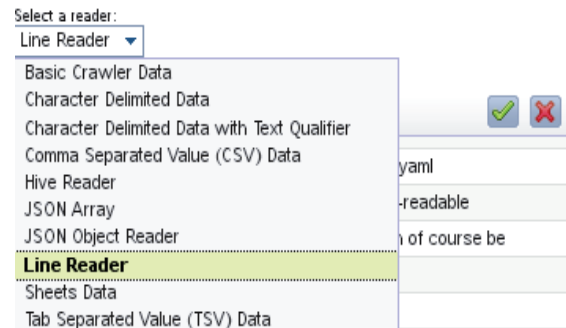 Select a reader:
Line Reader
Basic Crawler Data
Character Delimited Data
Character Delimited Data with Text Qualifier
Comma Separated Value (CSV) Data
Hive Reader
JSON Array
JSON Object Reader
Line Reader
Sheets Data
Tab Separated Value (TSV) Data
yaml
-readable
n of course be